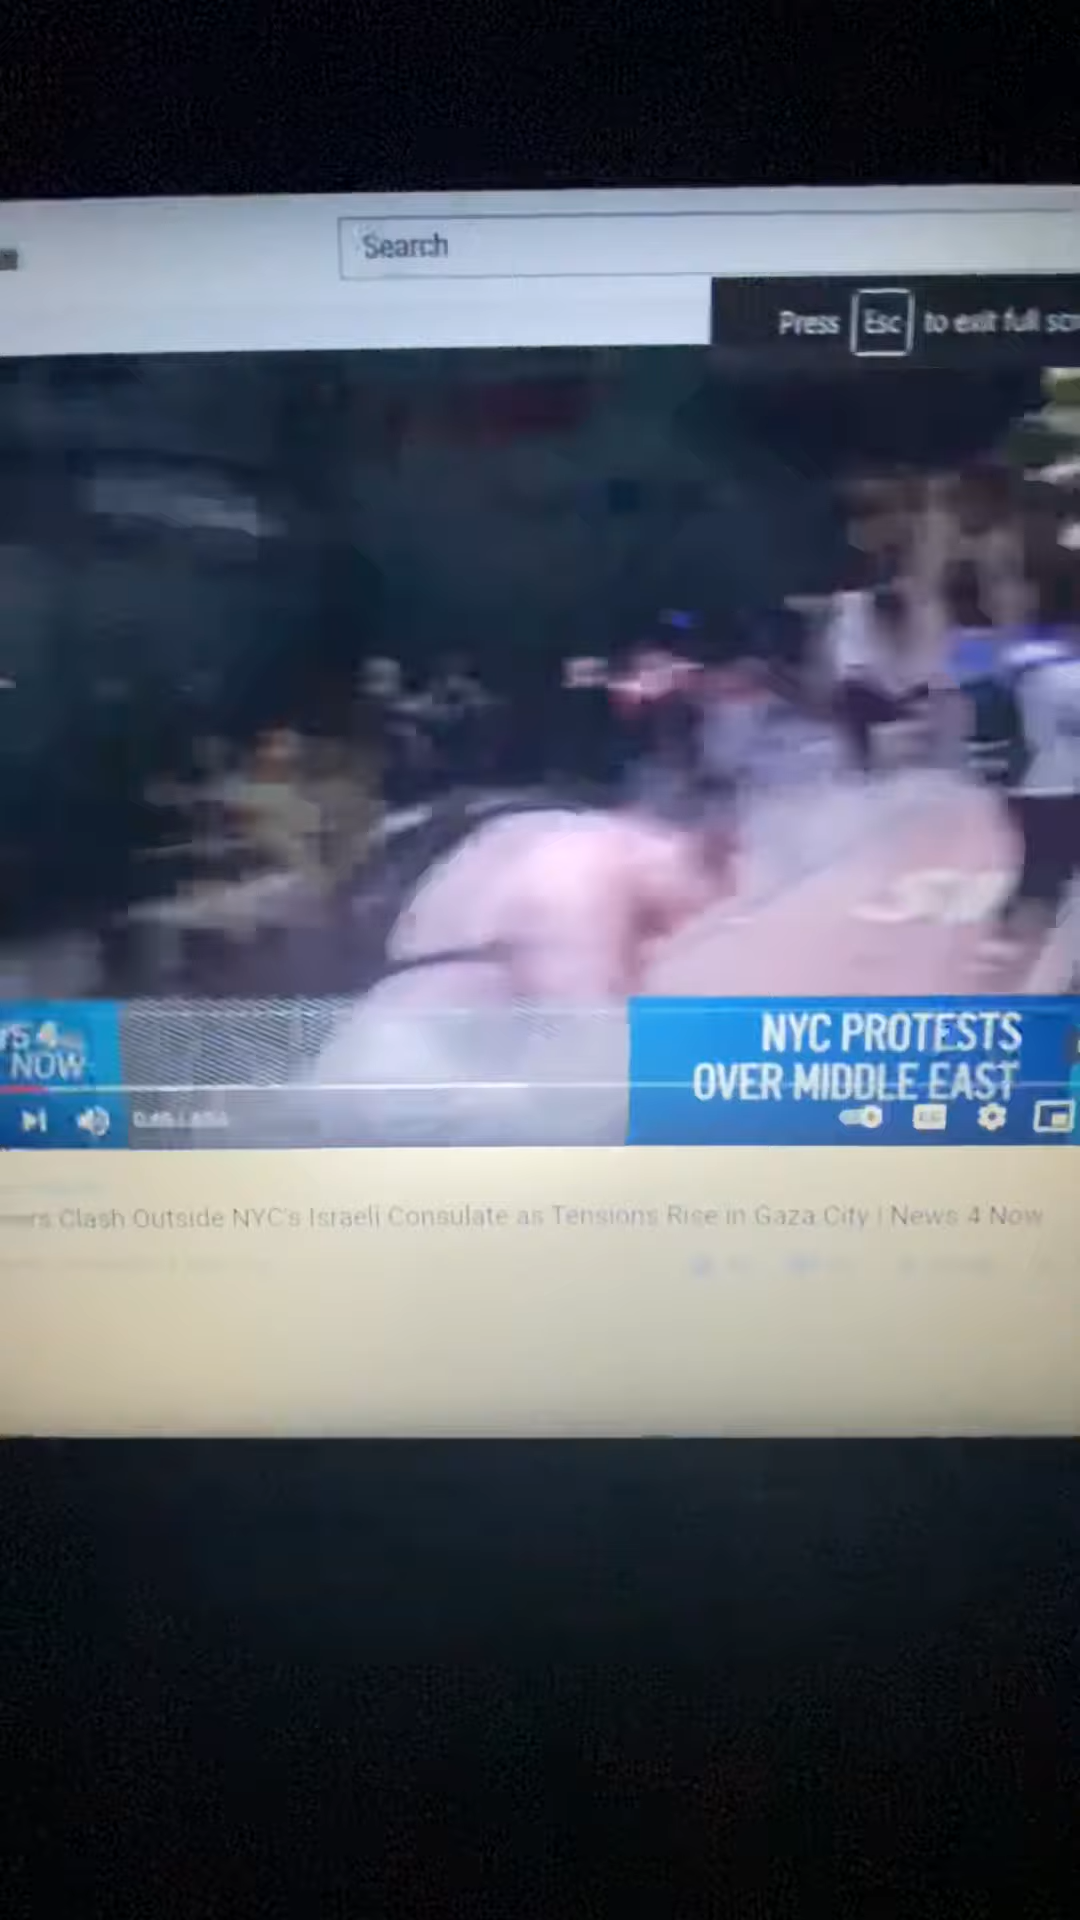 Search
Press Esc to exit full
4
NOW
NYC PROTESTS
OVER MIDDLE EAST
Clash Outside NYC's Israeli Consulate as Tensions Rise in Gaza City | News 4 Now